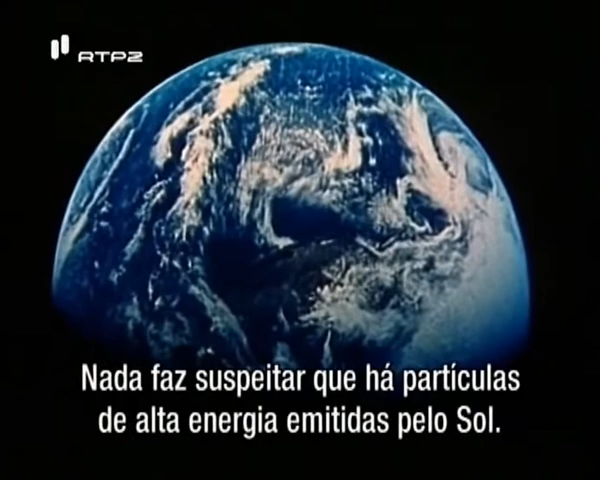 RTP2
Nada faz suspeitar que há partículas
de alta energia emitidas pelo Sol.